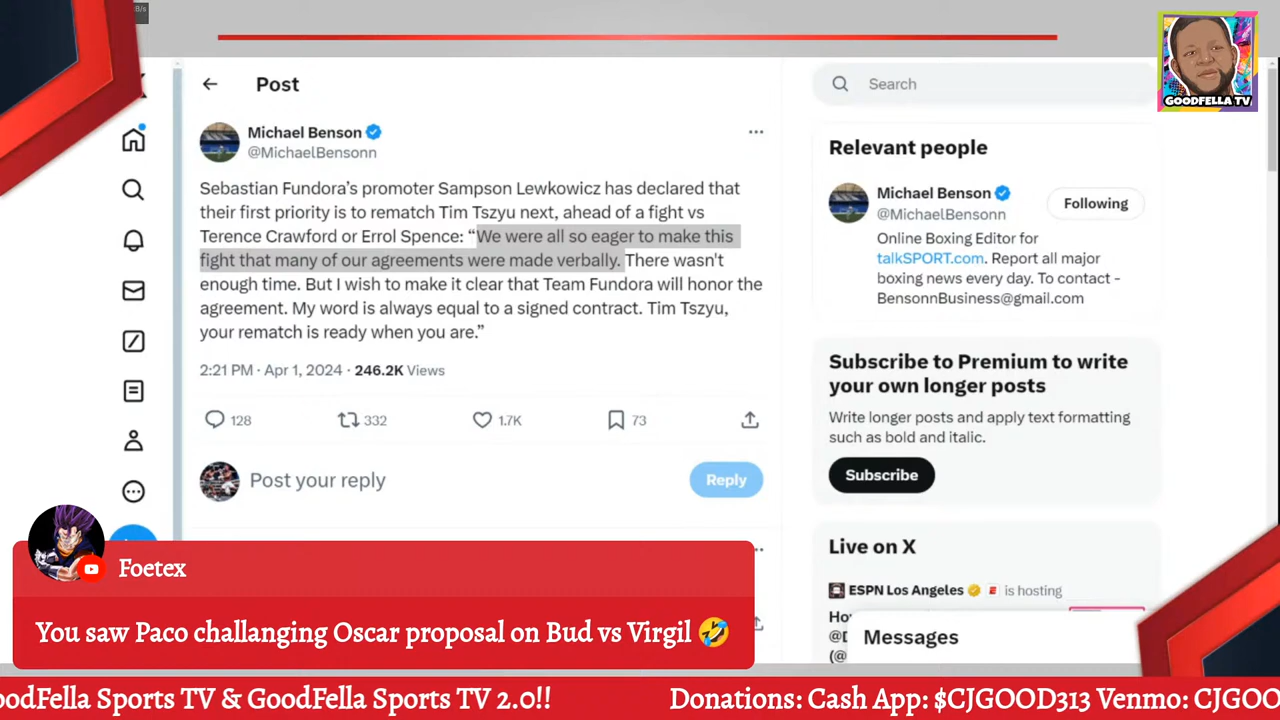 B/s
GOODFELLA TV
Post
Search
Michael Benson
@MichaelBensonn
Sebastian Fundora's promoter Sampson Lewkowicz has declared that
their first priority is to rematch Tim Tszyu next, ahead of a fight vs
Terence Crawford or Errol Spence: “We were all so eager to make this
fight that many of our agreements were made verbally. There wasn't
enough time. But I wish to make it clear that Team Fundora will honor the
agreement. My word is always equal to a signed contract. Tim Tszyu,
your rematch is ready when you are.”
2:21 PM · Apr 1, 2024 · 246.2K Views
128 332 1.7K 73
Post your reply
Reply
Relevant people
Michael Benson
@MichaelBensonn
Following
Online Boxing Editor for
talkSPORT.com. Report all major
boxing news every day. To contact -
BensonnBusiness@gmail.com
Subscribe to Premium to write
your own longer posts
Write longer posts and apply text formatting
such as bold and italic.
Subscribe
Live on X
ESPN Los Angeles is hosting
Ho
@D
(@
Messages
Foetex
You saw Paco challanging Oscar proposal on Bud vs Virgil 🤣
oodFella Sports TV & GoodFella Sports TV 2.0!! Donations: Cash App: $CJGOOD313 Venmo: CJGOO